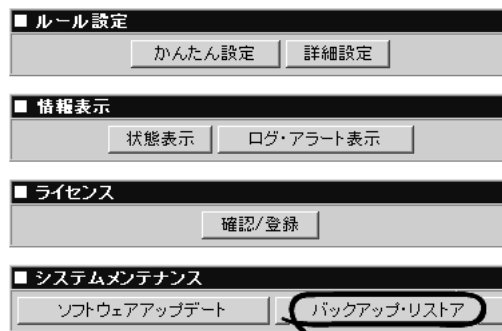 ■ ルール設定
かんたん設定 詳細設定
■ 情報表示
状態表示 ログ・アラート表示
■ ライセンス
確認/登録
■ システムメンテナンス
ソフトウェアアップデート バックアップ・リストア